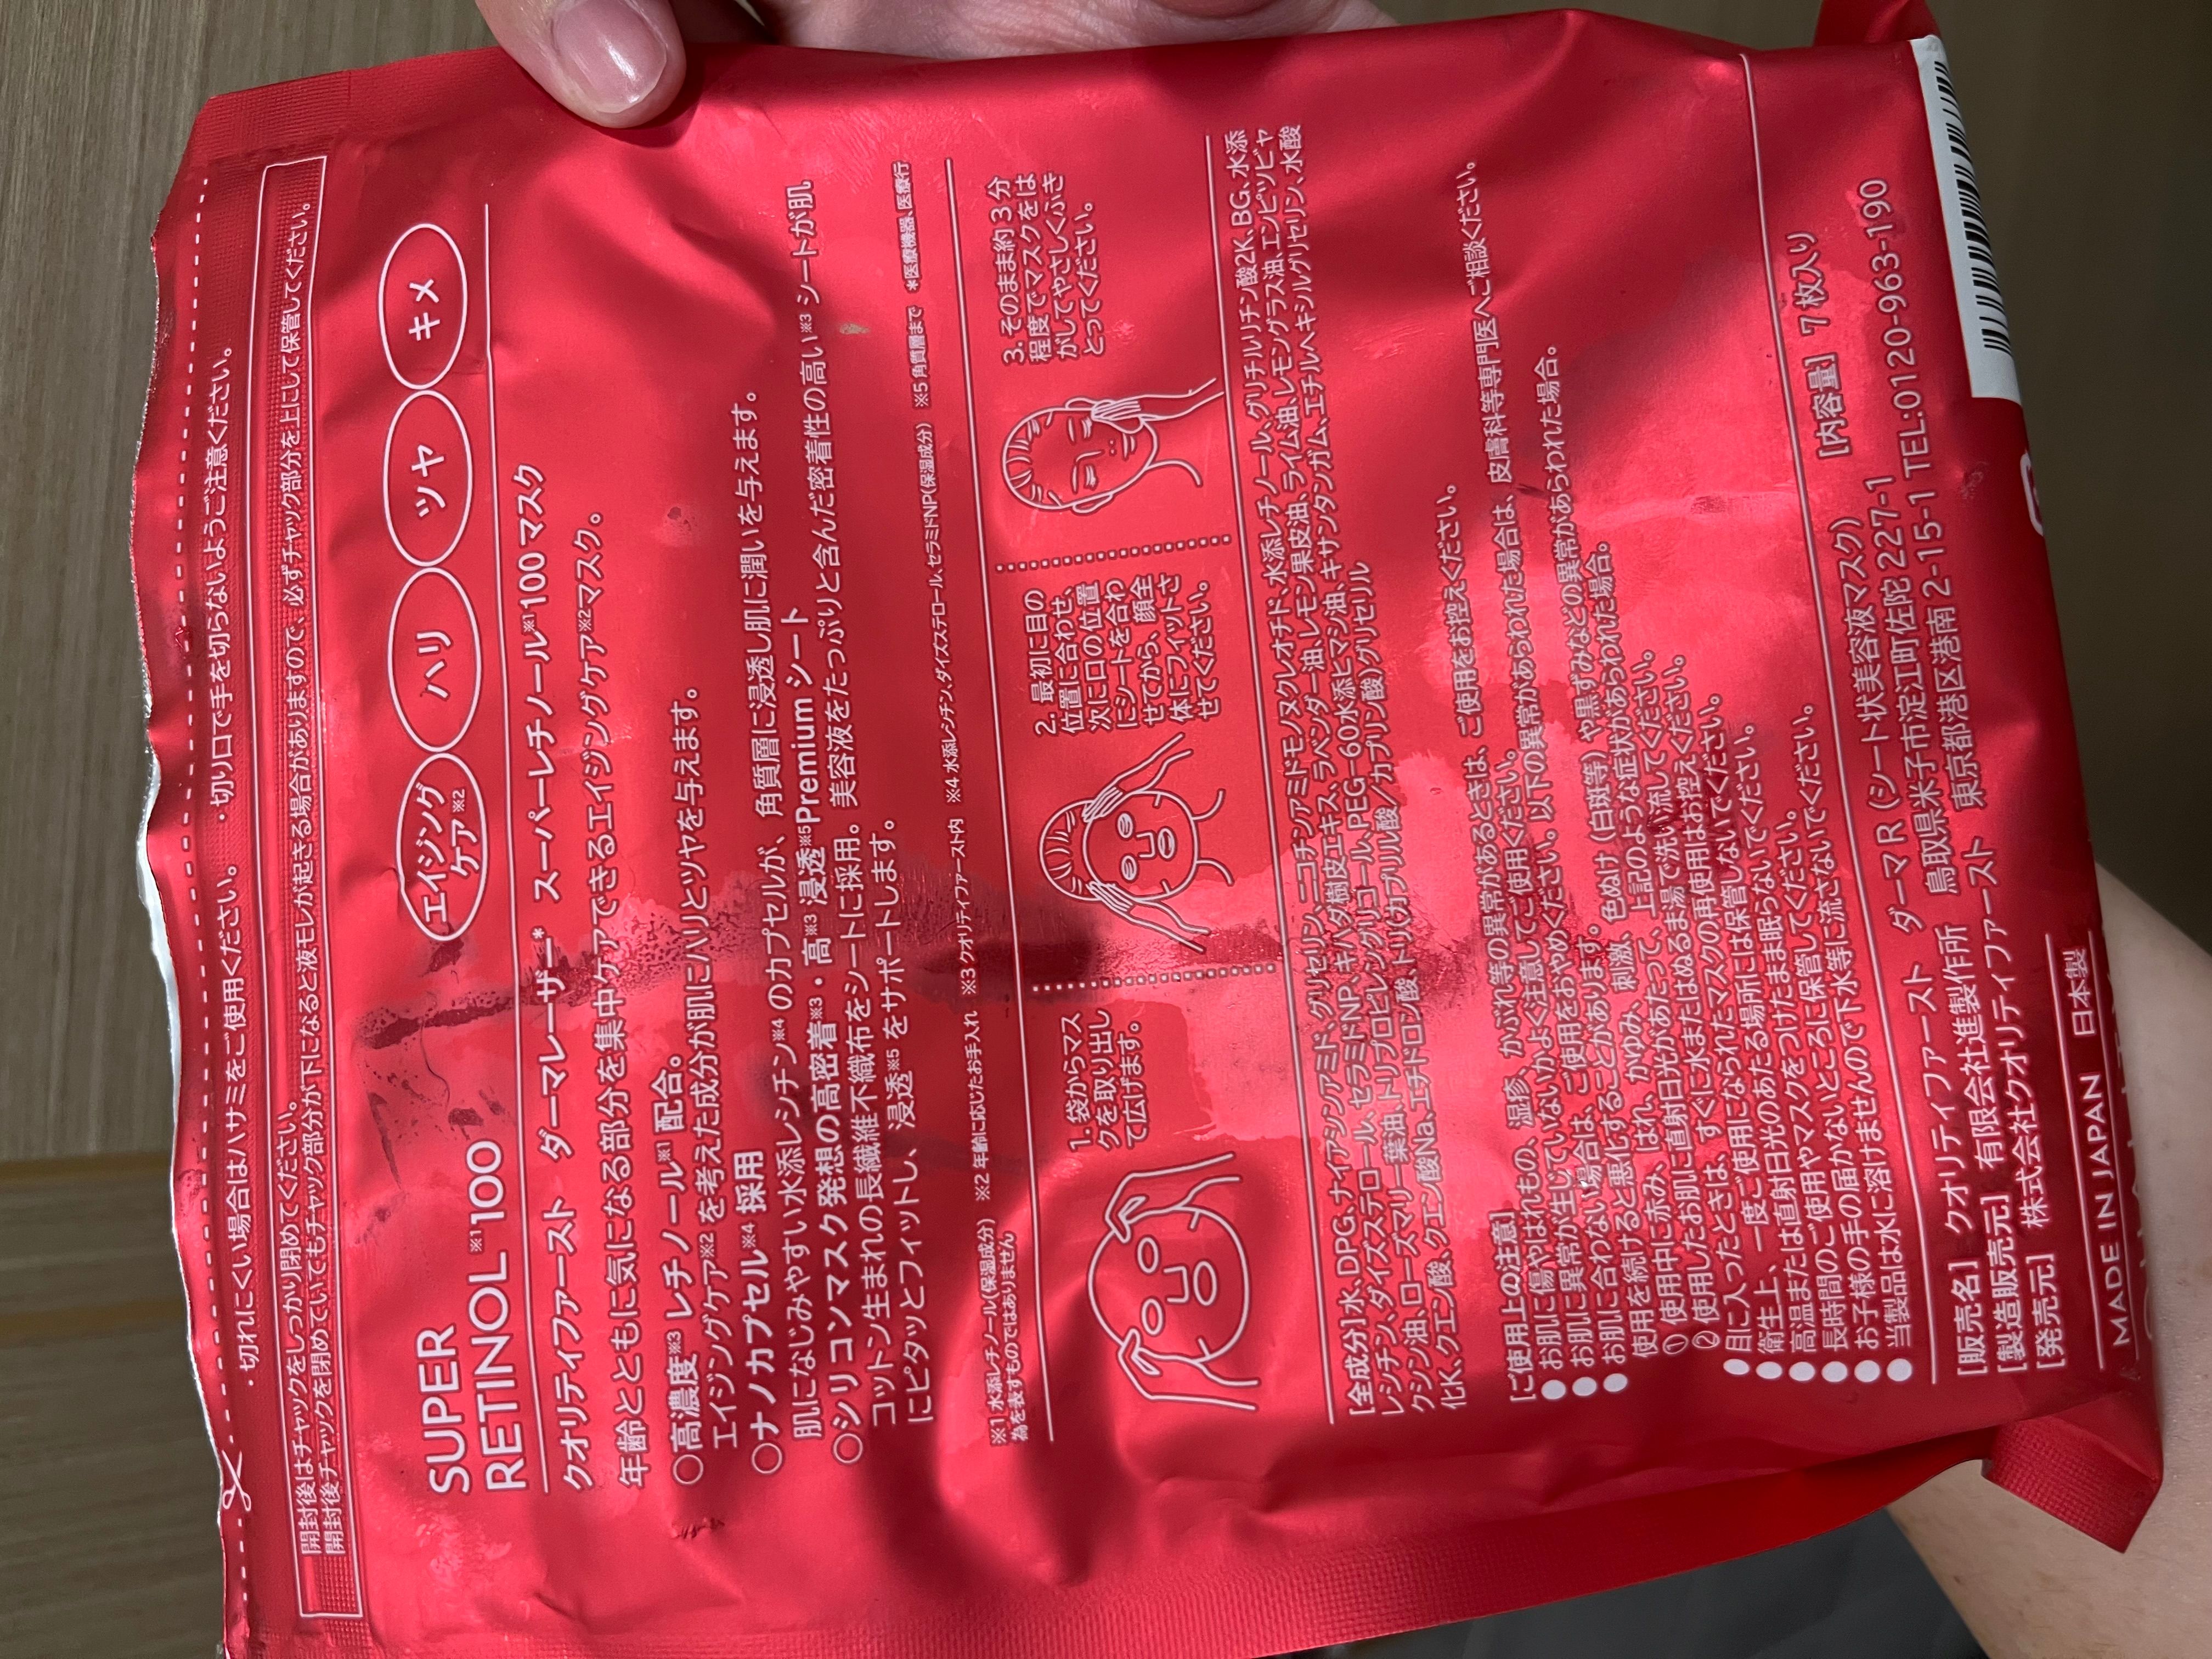 ・切れにくい場合はハサミをご使用ください。 ・切り口で手を切らないようご注意ください。
開封後はチャックをしっかり閉めてください。
開封後チャックを閉めていてもチャック部分が下になると液モレが起きる場合がありますので、必ずチャック部分を上にして保管してください。
SUPER
RETINOL※1 100
エイジング
ケア※2
ハリ
ツヤ
キメ
クオリティファースト ダーマレーザー* スーパーレチノール※1 100 マスク
年齢とともに気になる部分を集中ケアできるエイジングケア※2マスク。
○高濃度※3 レチノール※1 配合。
エイジングケア※2を考えた成分が肌にハリとツヤを与えます。
○ナノカプセル※4 採用
肌になじみやすい水添レシチン※4 のカプセルが、角質層に浸透し肌に潤いを与えます。
○シリコンマスク発想の高密着※3・高※3 浸透※5Premium シート
コットン生まれの長繊維不織布をシートに採用。美容液をたっぷりと含んだ密着性の高い※3 シートが肌
にピタッとフィットし、浸透※5 をサポートします。
※1 水添レチノール(保湿成分) ※2 年齢に応じたお手入れ ※3 クオリティファースト内 ※4 水添レシチン、ダイズステロール、セラミドNP(保湿成分) ※5 角質層まで *医療機器、医療行
為を表すものではありません
1. 袋からマス
クを取り出し
て広げます。
2. 最初に目の
位置に合わせ、
次に口の位置
にシートを合わ
せてから、顔全
体にフィットさ
せてください。
3. そのまま約 3 分
程度でマスクをは
がしてやさしくふき
とってください。
[全成分] 水、DPG、ナイアシンアミド、グリセリン、ニコチンアミドモノヌクレオチド、水添レチノール、グリチルリチン酸2K、BG、水添
レシチン、ダイズステロール、セラミドNP、キハダ樹皮エキス、ラベンダー油、レモン果皮油、ライム油、レモングラス油、エンピツビャ
クシン油、ローズマリー葉油、トリプロピレングリコール、PEG-60水添ヒマシ油、キサンタンガム、エチルヘキシルグリセリン、水酸
化K、クエン酸、クエン酸Na、エチドロン酸、トリ(カプリル酸/カプリン酸)グリセリル
[ご使用上の注意]
●お肌に傷やはれもの、湿疹、かぶれ等の異常があるときは、ご使用をお控えください。
●お肌に異常が生じていないかよく注意してご使用ください。
●お肌に合わない場合は、ご使用をおやめください。以下の異常があらわれた場合は、皮膚科等専門医へご相談ください。
使用を続けると悪化することがあります。
① 使用中に赤み、はれ、かゆみ、刺激、色ぬけ(白斑等)や黒ずみなどの異常があらわれた場合。
② 使用したお肌に直射日光があたって、上記のような症状があらわれた場合。
●目に入ったときは、すぐに水またはぬるま湯で洗い流してください。
●衛生上、一度ご使用になられたマスクの再使用はお控えください。
●高温または直射日光のあたる場所には保管しないでください。
●長時間のご使用やマスクをつけたまま眠らないでください。
●お子様の手の届かないところに保管してください。
●当製品は水に溶けませんので下水等に流さないでください。
[販売名] クオリティファースト ダーマR (シート状美容液マスク) [内容量] 7 枚入り
[製造販売元] 有限会社進製作所 鳥取県米子市淀江町佐陀 227-1
[発売元] 株式会社クオリティファースト 東京都港区港南 2-15-1 TEL:0120-963-190
MADE IN JAPAN 日本製